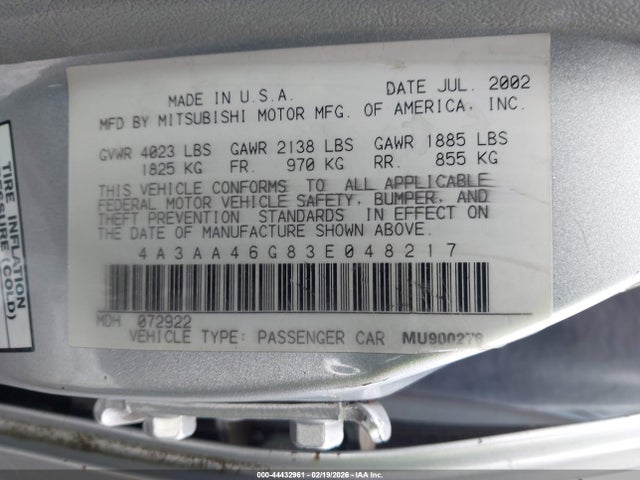 MADE IN U.S.A. DATE JUL. 2002
MFD BY MITSUBISHI MOTOR MFG. OF AMERICA, INC.
GVWR 4023 LBS GAWR 2138 LBS GAWR 1885 LBS
1825 KG FR. 970 KG RR. 855 KG
THIS VEHICLE CONFORMS TO ALL APPLICABLE
FEDERAL MOTOR VEHICLE SAFETY, BUMPER, AND
THEFT PREVENTION STANDARDS IN EFFECT ON
THE DATE OF MANUFACTURE SHOWN ABOVE.
4A3AA46G83E048217
MDH 072922
VEHICLE TYPE: PASSENGER CAR MU900278
TIRE INFLATION
(COLD)
000-44432961 - 02/19/2026 - IAA Inc.